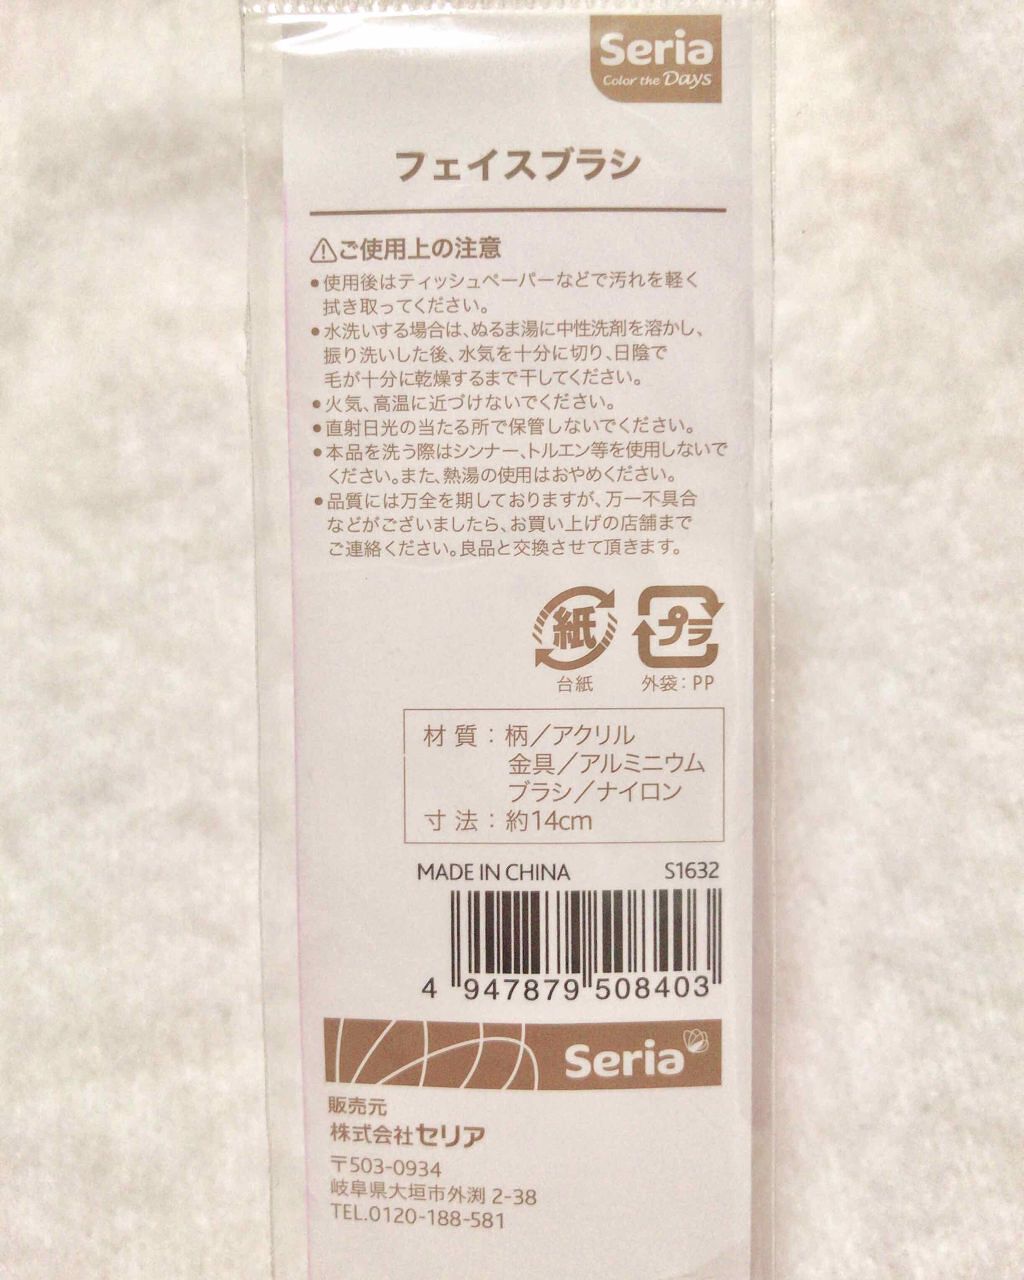 Seria
Color the Days
フェイスブラシ
⚠ご使用上の注意
•使用後はティッシュペーパーなどで汚れを軽く
拭き取ってください。
•水洗いする場合は、ぬるま湯に中性洗剤を溶かし、
振り洗いした後、水気を十分に切り、日陰で
毛が十分に乾燥するまで干してください。
•火気、高温に近づけないでください。
•直射日光の当たる所で保管しないでください。
•本品を洗う際はシンナー、トルエン等を使用しないで
ください。また、熱湯の使用はおやめください。
•品質には万全を期しておりますが、万一不具合
などがございましたら、お買い上げの店舗まで
ご連絡ください。良品と交換させて頂きます。
紙 プラ
台紙 外袋：PP
材質：柄／アクリル
金具／アルミニウム
ブラシ／ナイロン
寸法：約14cm
MADE IN CHINA S1632
4 947879 508403
Seria
販売元
株式会社セリア
〒503-0934
岐阜県大垣市外渕 2-38
TEL.0120-188-581